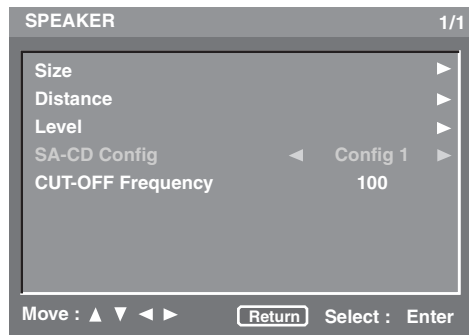 SPEAKER 1/1
Size ▶
Distance ▶
Level ▶
SA-CD Config ◀ Config 1 ▶
CUT-OFF Frequency 100
Move : ▲ ▼ ◀ ▶ Return Select : Enter